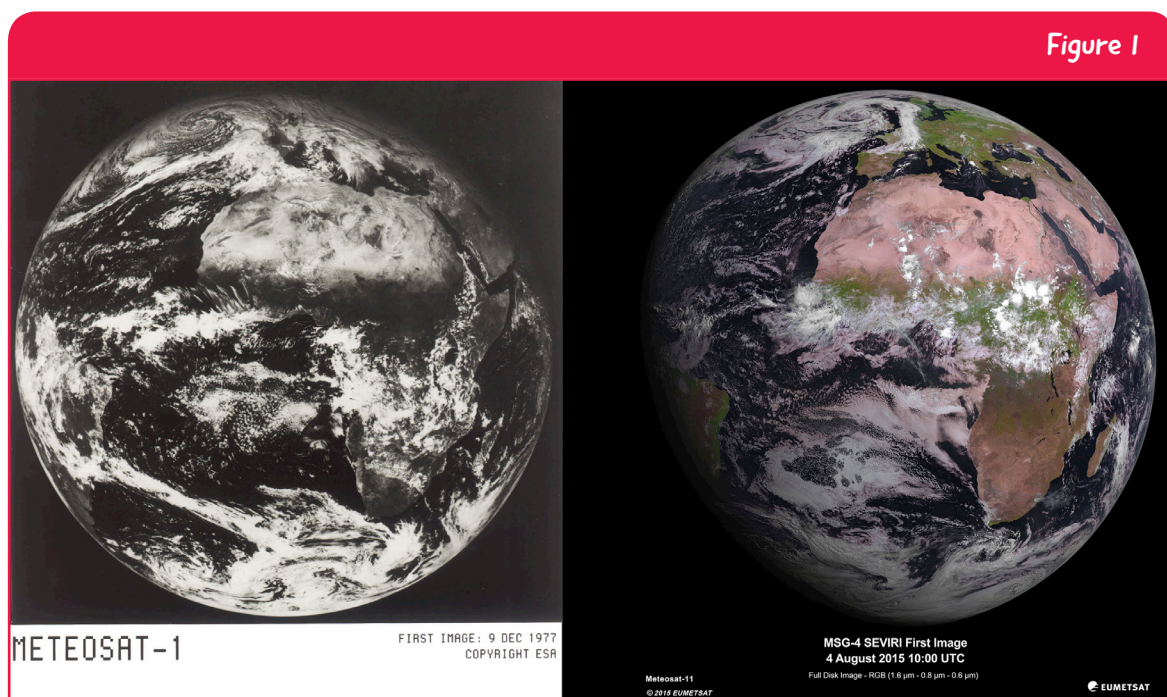 Figure 1
METEOSAT-1
FIRST IMAGE: 9 DEC 1977
COPYRIGHT ESA
MSG-4 SEVIRI First Image
4 August 2015 10:00 UTC
Full Disk Image - RGB (1.6 µm - 0.8 µm - 0.6 µm)
Meteosat-11
© 2015 EUMETSAT
EUMETSAT